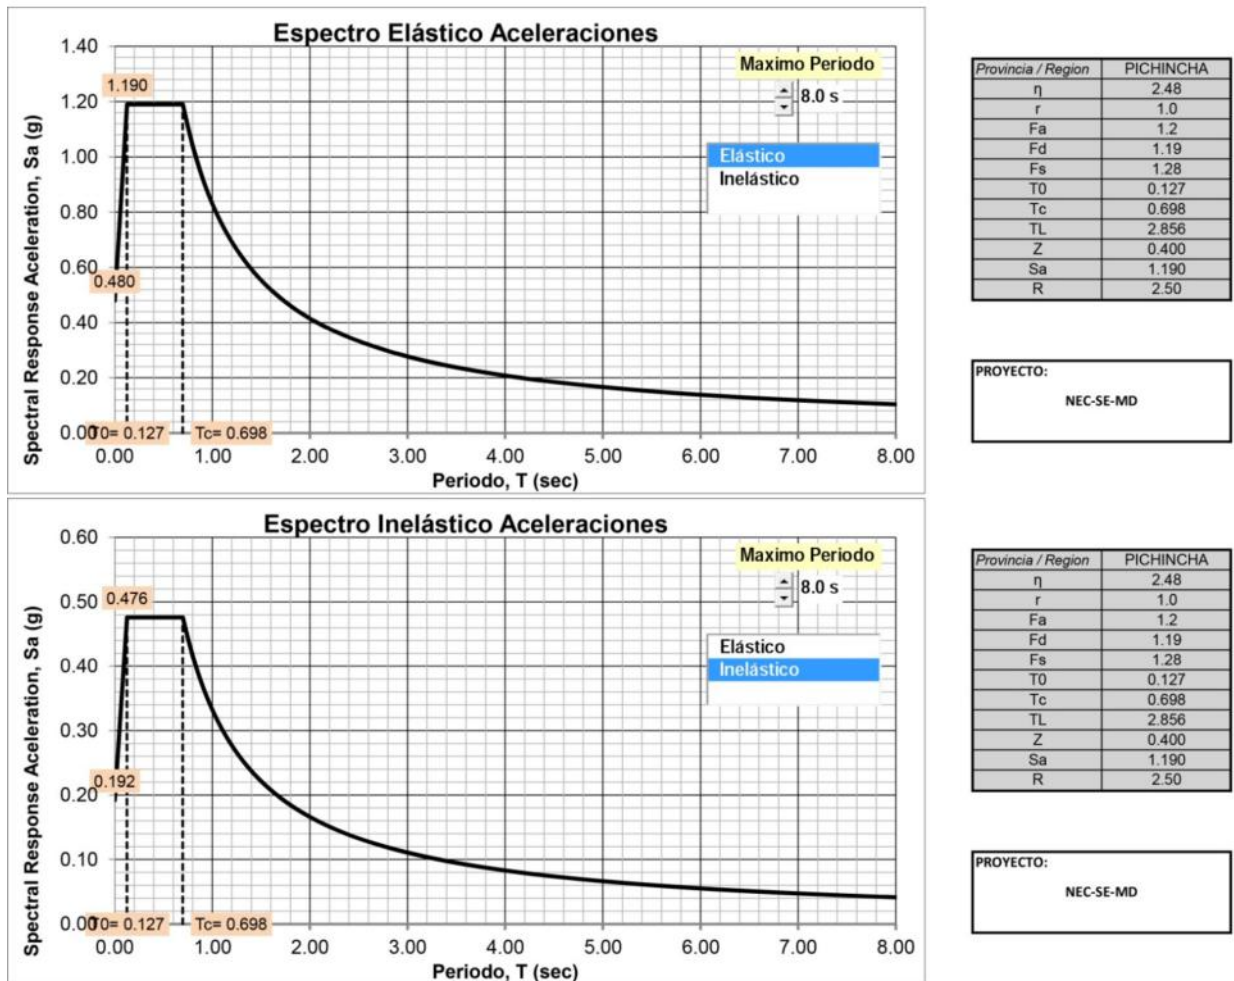 Espectro Elástico Aceleraciones
Spectral Response Aceleration, Sa (g)
1.40
1.20
1.00
0.80
0.60
0.40
0.20
0.00
1.190
0.480
T0= 0.127
Tc= 0.698
Maximo Periodo
8.0 s
Elástico
Inelástico
0.00 1.00 2.00 3.00 4.00 5.00 6.00 7.00 8.00
Periodo, T (sec)
Provincia / Region PICHINCHA
η 2.48
r 1.0
Fa 1.2
Fd 1.19
Fs 1.28
T0 0.127
Tc 0.698
TL 2.856
Z 0.400
Sa 1.190
R 2.50
PROYECTO:
NEC-SE-MD
Espectro Inelástico Aceleraciones
Spectral Response Aceleration, Sa (g)
0.60
0.50
0.40
0.30
0.20
0.10
0.00
0.476
0.192
T0= 0.127
Tc= 0.698
Maximo Periodo
8.0 s
Elástico
Inelástico
0.00 1.00 2.00 3.00 4.00 5.00 6.00 7.00 8.00
Periodo, T (sec)
Provincia / Region PICHINCHA
η 2.48
r 1.0
Fa 1.2
Fd 1.19
Fs 1.28
T0 0.127
Tc 0.698
TL 2.856
Z 0.400
Sa 1.190
R 2.50
PROYECTO:
NEC-SE-MD